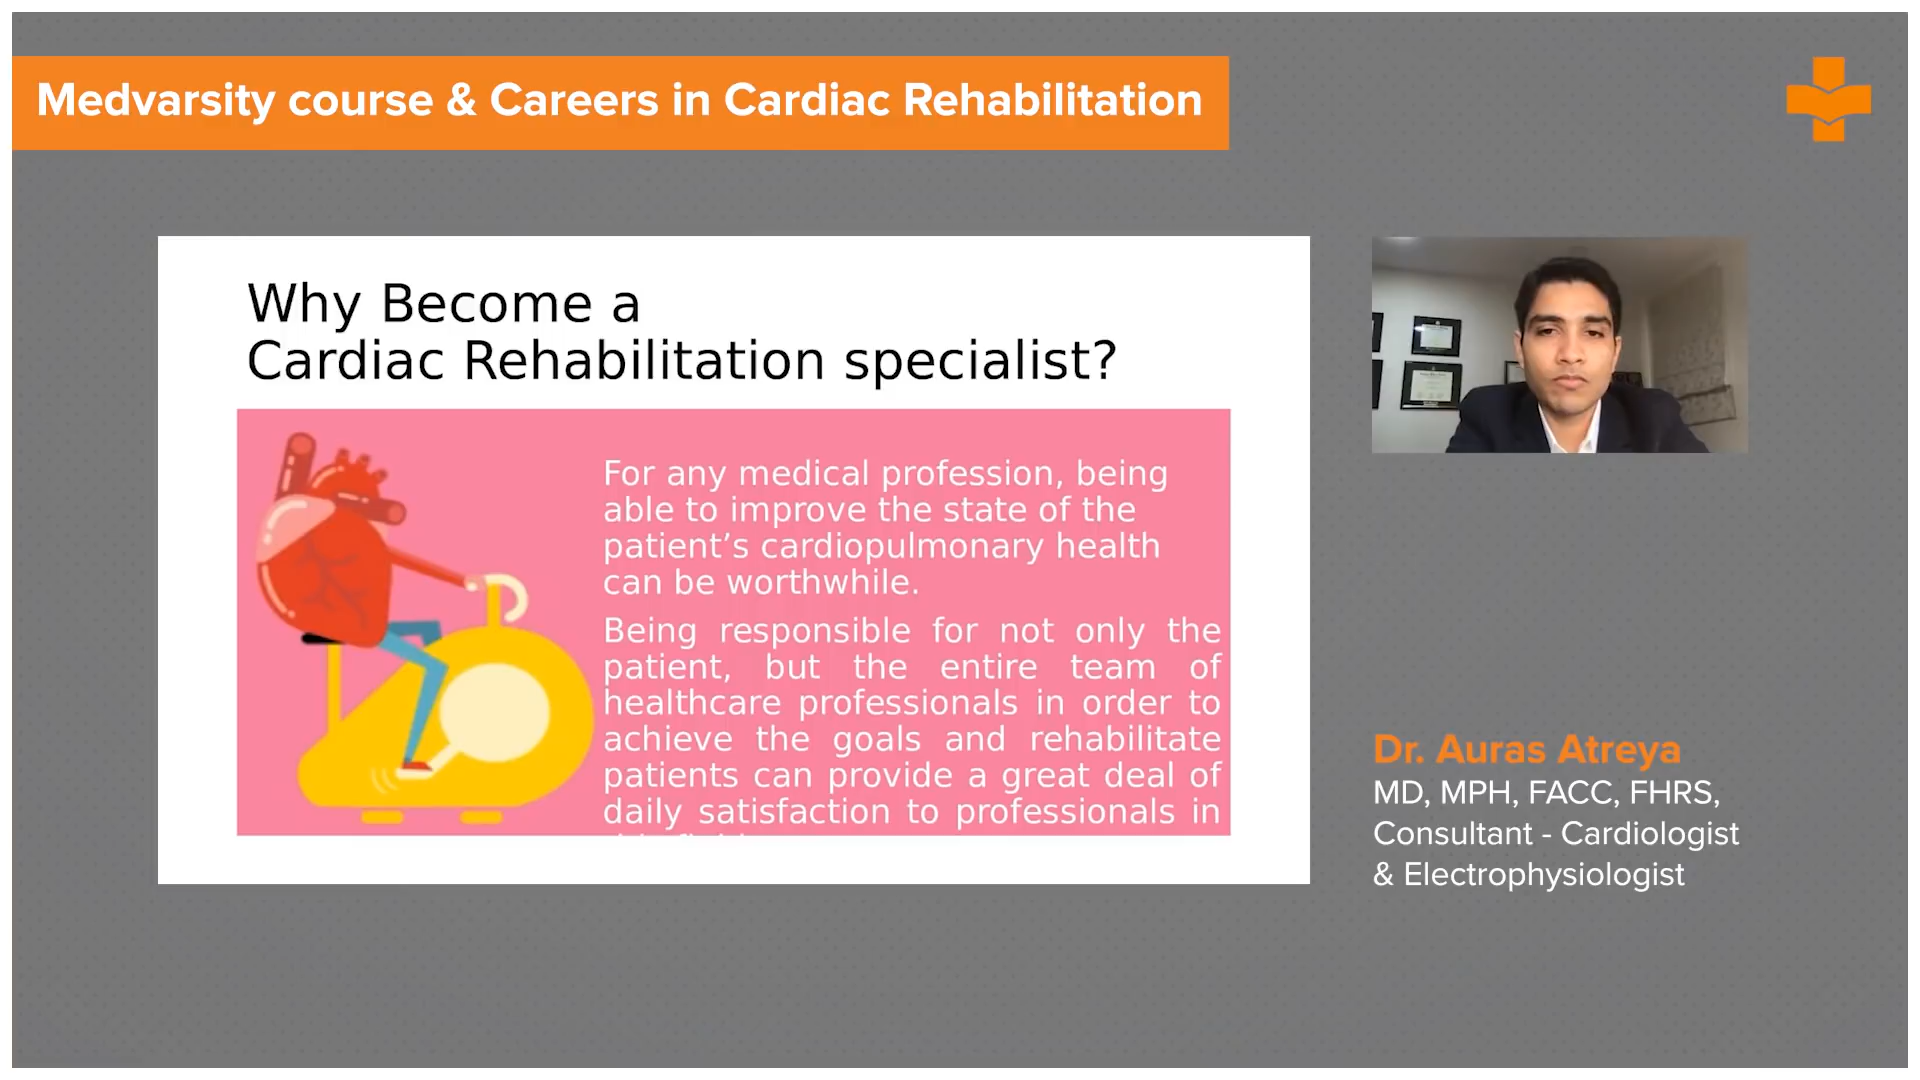 Medvarsity course & Careers in Cardiac Rehabilitation
Why Become a
Cardiac Rehabilitation specialist?
For any medical profession, being
able to improve the state of the
patient’s cardiopulmonary health
can be worthwhile.
Being responsible for not only the
patient, but the entire team of
healthcare professionals in order to
achieve the goals and rehabilitate
patients can provide a great deal of
daily satisfaction to professionals in
Dr. Auras Atreya
MD, MPH, FACC, FHRS,
Consultant - Cardiologist
& Electrophysiologist